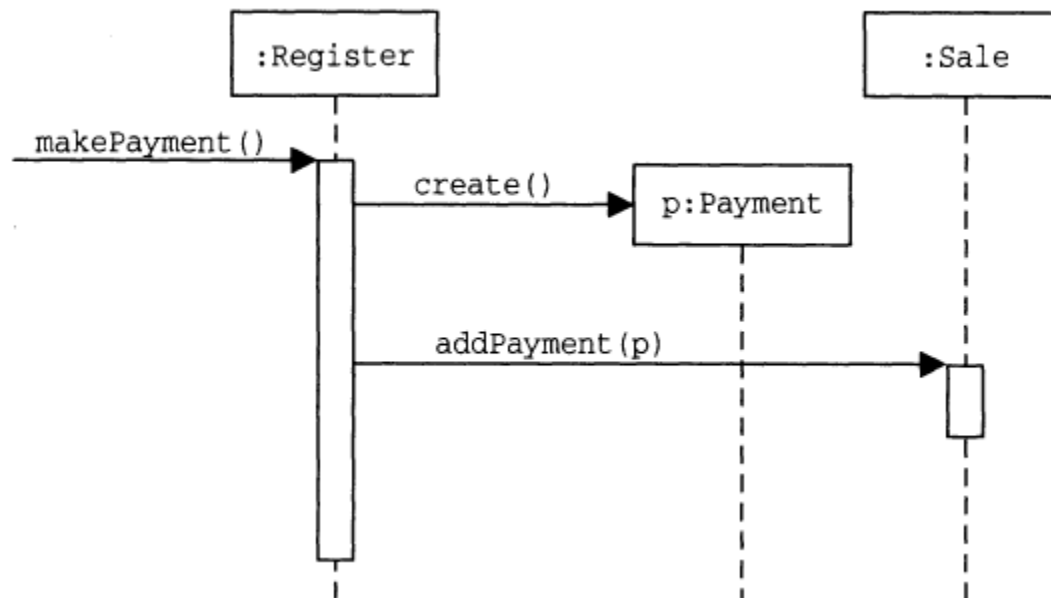 :Register
:Sale
makePayment()
create()
p:Payment
addPayment(p)